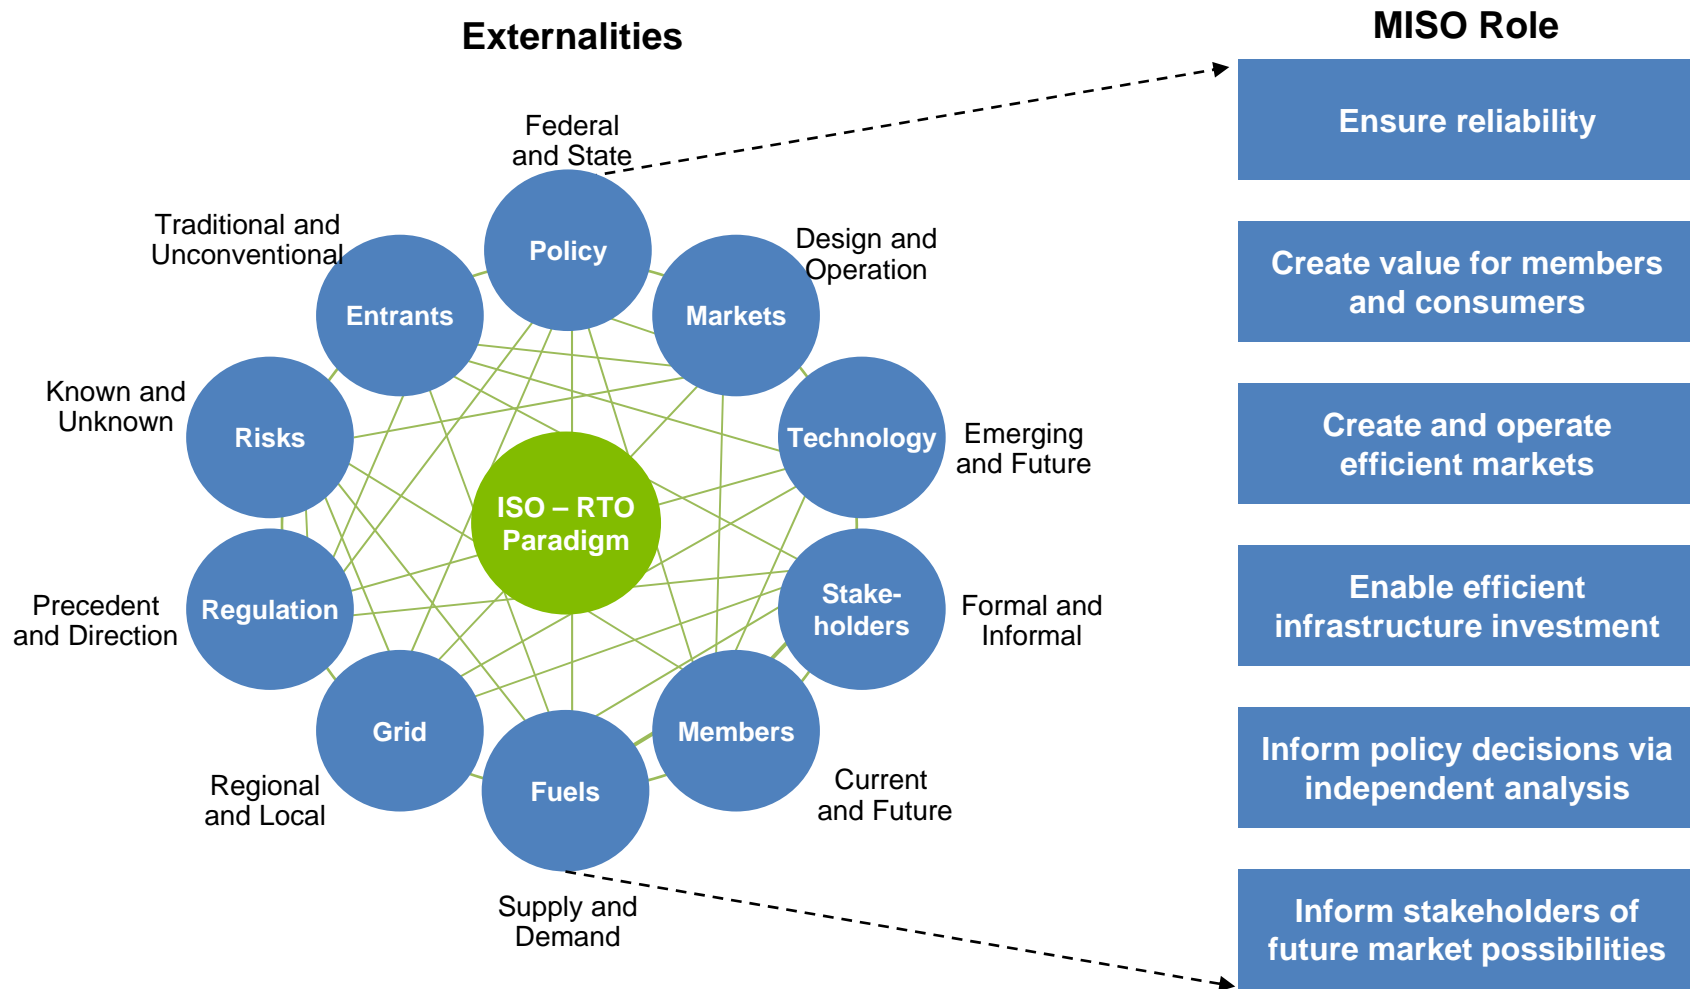 Externalities
MISO Role
Federal
and State
Policy
Traditional and
Unconventional
Entrants
Design and
Operation
Markets
Known and
Unknown
Risks
Technology
Emerging
and Future
ISO – RTO
Paradigm
Precedent
and Direction
Regulation
Stake-
holders
Formal and
Informal
Grid
Regional
and Local
Members
Current
and Future
Fuels
Supply and
Demand
Ensure reliability
Create value for members
and consumers
Create and operate
efficient markets
Enable efficient
infrastructure investment
Inform policy decisions via
independent analysis
Inform stakeholders of
future market possibilities